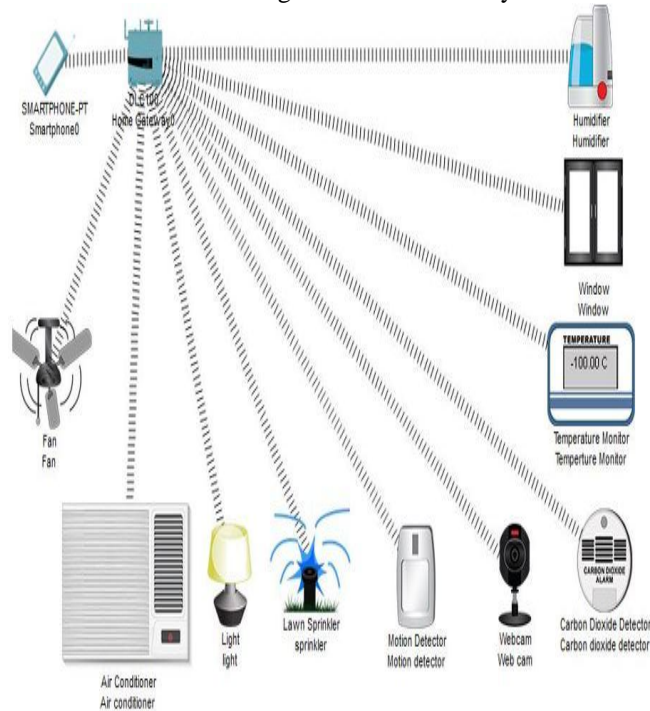 SMARTPHONE-PT
Smartphone0
DLC100
Home Gateway0
Humidifier
Humidifier
Window
Window
TEMPERATURE
-100.00 C
Temperature Monitor
Temperture Monitor
Fan
Fan
Air Conditioner
Air conditioner
Light
light
Lawn Sprinkler
sprinkler
Motion Detector
Motion detector
Webcam
Web cam
CARBON DIOXIDE
ALARM
Carbon Dioxide Detector
Carbon dioxide detector